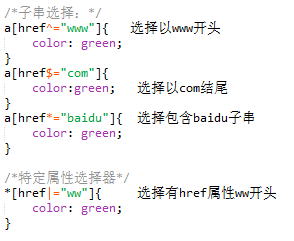 /*子串选择：*/
a[href^="www"]{ 选择以www开头
color: green;
}
a[href$="com"]{
color:green; 选择以com结尾
}
a[href*="baidu"]{ 选择包含baidu子串
color: green;
}
/*特定属性选择器*/
*[href|="ww"]{ 选择有href属性ww开头
color: green;
}